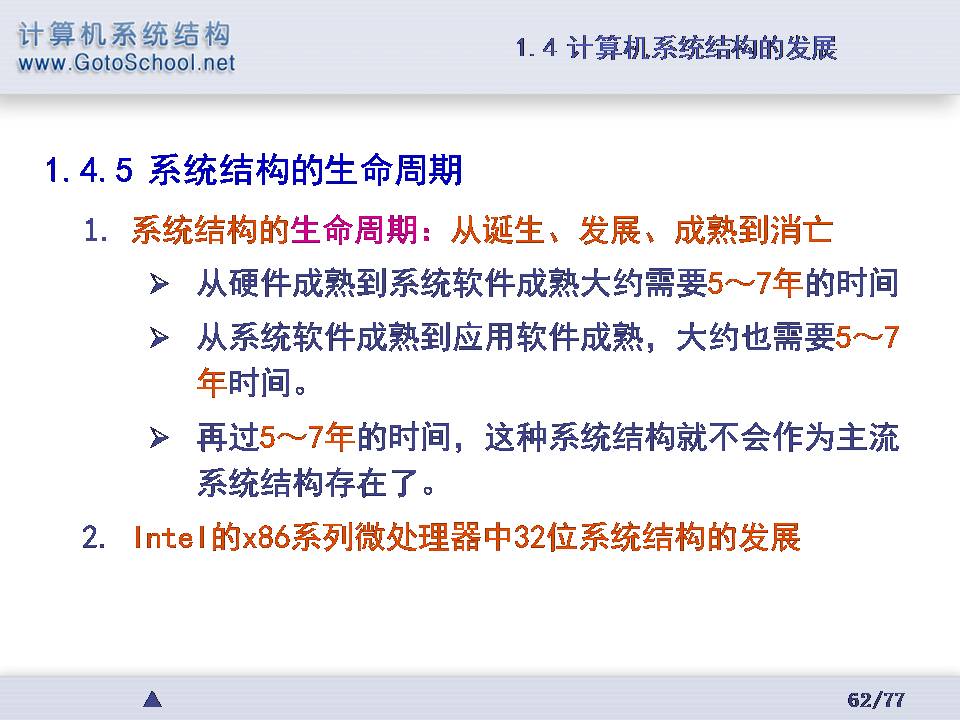 计算机系统结构
www.GotoSchool.net
1.4 计算机系统结构的发展
1.4.5 系统结构的生命周期
1. 系统结构的生命周期：从诞生、发展、成熟到消亡
➢ 从硬件成熟到系统软件成熟大约需要5～7年的时间
➢ 从系统软件成熟到应用软件成熟，大约也需要5～7
年时间。
➢ 再过5～7年的时间，这种系统结构就不会作为主流
系统结构存在了。
2. Intel的x86系列微处理器中32位系统结构的发展
62/77